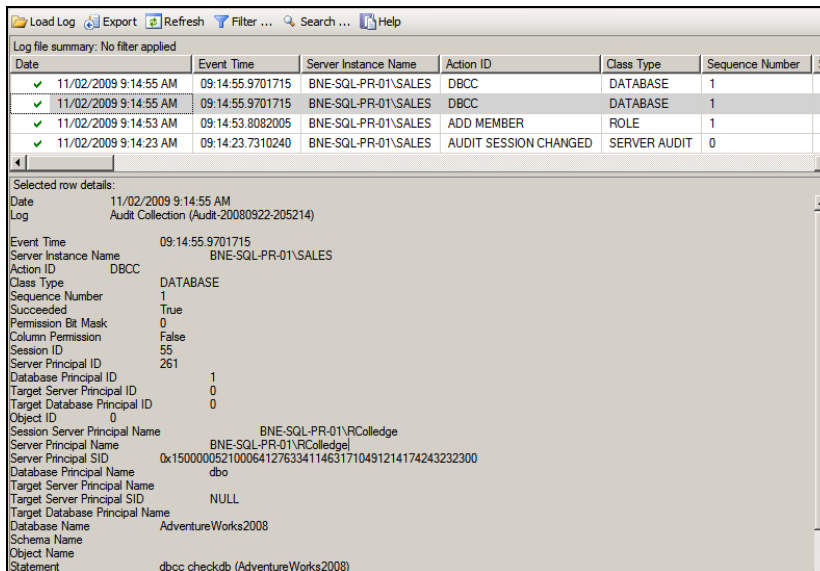 Load Log Export Refresh Filter ... Search ... Help
Log file summary: No filter applied
Date Event Time Server Instance Name Action ID Class Type Sequence Number
11/02/2009 9:14:55 AM 09:14:55.9701715 BNE-SQL-PR-01\SALES DBCC DATABASE 1
11/02/2009 9:14:55 AM 09:14:55.9701715 BNE-SQL-PR-01\SALES DBCC DATABASE 1
11/02/2009 9:14:53 AM 09:14:53.8082005 BNE-SQL-PR-01\SALES ADD MEMBER ROLE 1
11/02/2009 9:14:23 AM 09:14:23.7310240 BNE-SQL-PR-01\SALES AUDIT SESSION CHANGED SERVER AUDIT 0
Selected row details:
Date 11/02/2009 9:14:55 AM
Log Audit Collection (Audit-20080922-205214)
Event Time 09:14:55.9701715
Server Instance Name BNE-SQL-PR-01\SALES
Action ID DBCC
Class Type DATABASE
Sequence Number 1
Succeeded True
Permission Bit Mask 0
Column Permission False
Session ID 55
Server Principal ID 261
Database Principal ID 1
Target Server Principal ID 0
Target Database Principal ID 0
Object ID 0
Session Server Principal Name BNE-SQL-PR-01\RColledge
Server Principal Name BNE-SQL-PR-01\RColledge
Server Principal SID 0x15000005210006412763341146317104912141742432323​00
Database Principal Name dbo
Target Server Principal Name
Target Server Principal SID NULL
Target Database Principal Name
Database Name AdventureWorks2008
Schema Name
Object Name
Statement dbcc checkdb (AdventureWorks2008)